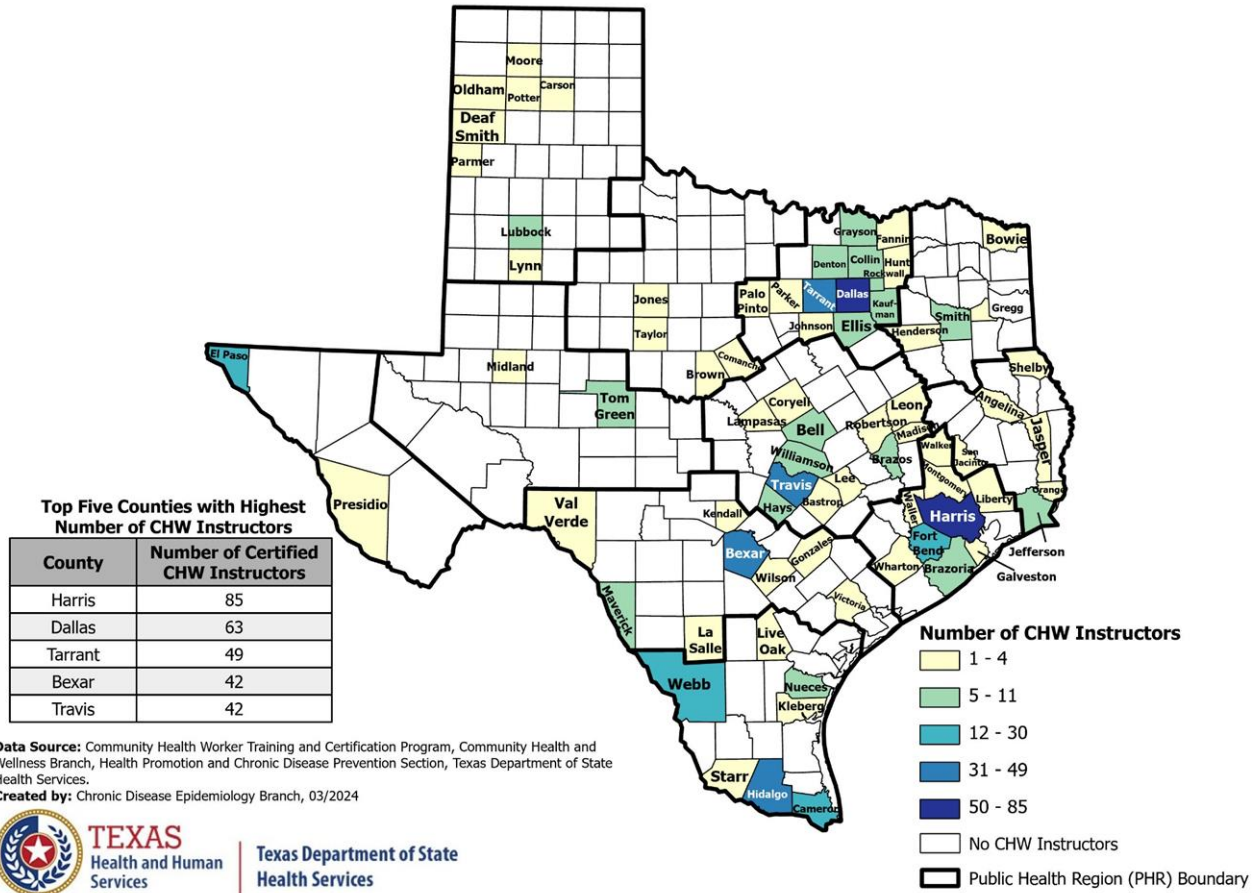 Moore
Oldham
Potter
Carson
Deaf
Smith
Parmer
Lubbock
Lynn
Grayson
Fannin
Bowie
Denton
Collin
Hunt
Rockwall
Jones
Palo
Pinto
Parker
Tarrant
Dallas
Kauf-
man
Smith
Gregg
Taylor
Johnson
Ellis
Henderson
El Paso
Midland
Brown
Comanch
Shelby
Tom
Green
Coryell
Lampasas
Leon
Angelina
Bell
Robertson
Madison
Jasper
Williamson
Brazos
Walker
San
Jacinto
Travis
Lee
Montgomery
Presidio
Val
Verde
Hays
Bastrop
Liberty
Orange
Kendall
Waller
Harris
Bexar
Gonzales
Fort
Bend
Jefferson
Wilson
Wharton
Brazoria
Galveston
Maverick
Victoria
La
Salle
Live
Oak
Webb
Nueces
Kleberg
Starr
Hidalgo
Cameron
Top Five Counties with Highest
Number of CHW Instructors
County Number of Certified
CHW Instructors
Harris 85
Dallas 63
Tarrant 49
Bexar 42
Travis 42
Number of CHW Instructors
1 - 4
5 - 11
12 - 30
31 - 49
50 - 85
No CHW Instructors
Public Health Region (PHR) Boundary
Data Source: Community Health Worker Training and Certification Program, Community Health and
Wellness Branch, Health Promotion and Chronic Disease Prevention Section, Texas Department of State
Health Services.
Created by: Chronic Disease Epidemiology Branch, 03/2024
TEXAS
Health and Human
Services
Texas Department of State
Health Services